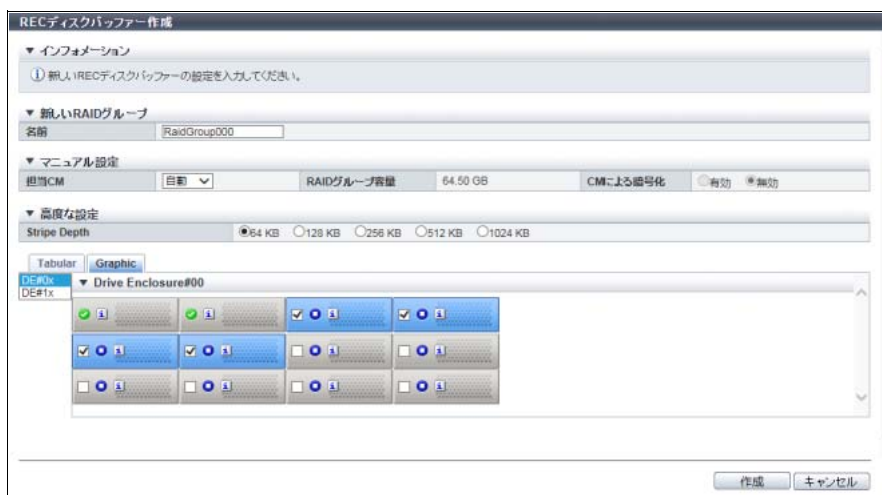 RECディスクバッファー作成
▼ インフォメーション
新しいRECディスクバッファーの設定を入力してください。
▼ 新しいRAIDグループ
名前 RaidGroup000
▼ マニュアル設定
担当CM 自動 RAIDグループ容量 64.50 GB CMによる暗号化 有効 無効
▼ 高度な設定
Stripe Depth 64 KB 128 KB 256 KB 512 KB 1024 KB
Tabular Graphic
DE#0x
DE#1x
▼ Drive Enclosure#00
作成 キャンセル